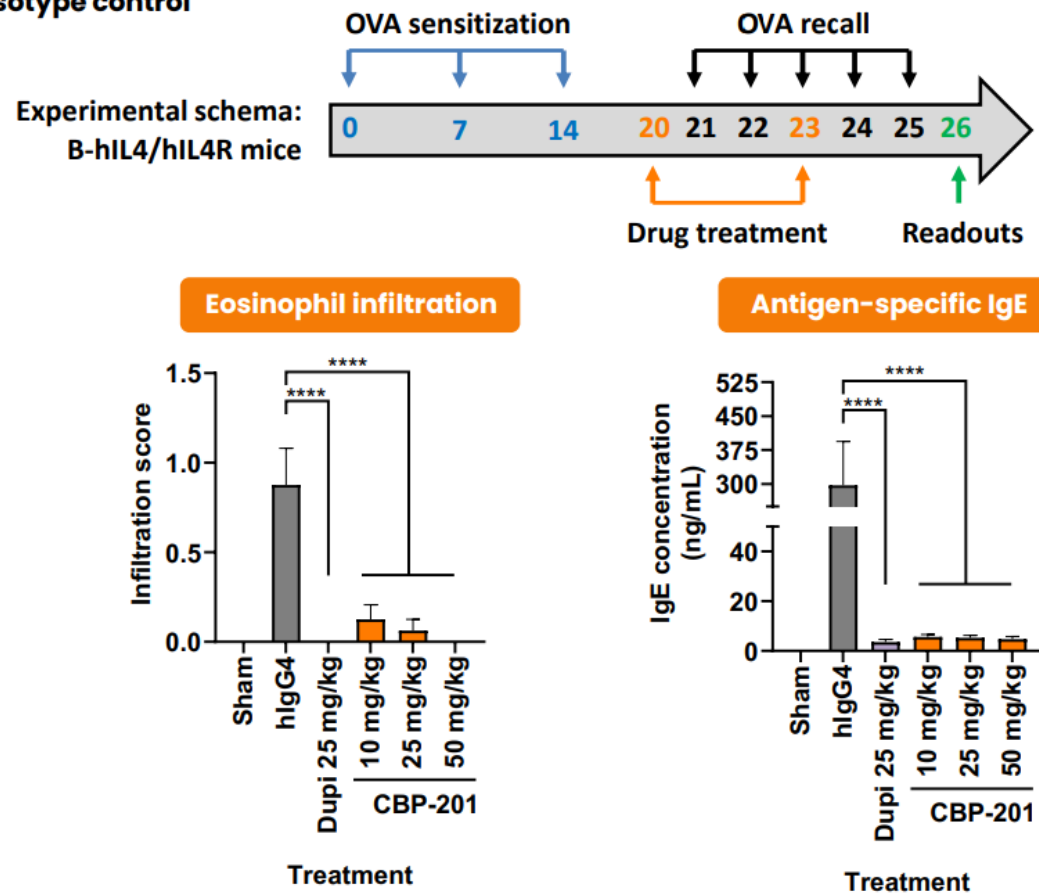 isotype control
OVA sensitization
OVA recall
Experimental schema:
B-hIL4/hIL4R mice
0 7 14 20 21 22 23 24 25 26
Drug treatment
Readouts
Eosinophil infiltration
Infiltration score
1.5
1.0
0.5
0.0
****
****
Sham
hIgG4
Dupi 25 mg/kg
10 mg/kg
25 mg/kg
50 mg/kg
CBP-201
Treatment
Antigen-specific IgE
IgE concentration
(ng/mL)
525
450
375
300
40
20
0
****
****
Sham
hIgG4
Dupi 25 mg/kg
10 mg/kg
25 mg/kg
50 mg/kg
CBP-201
Treatment